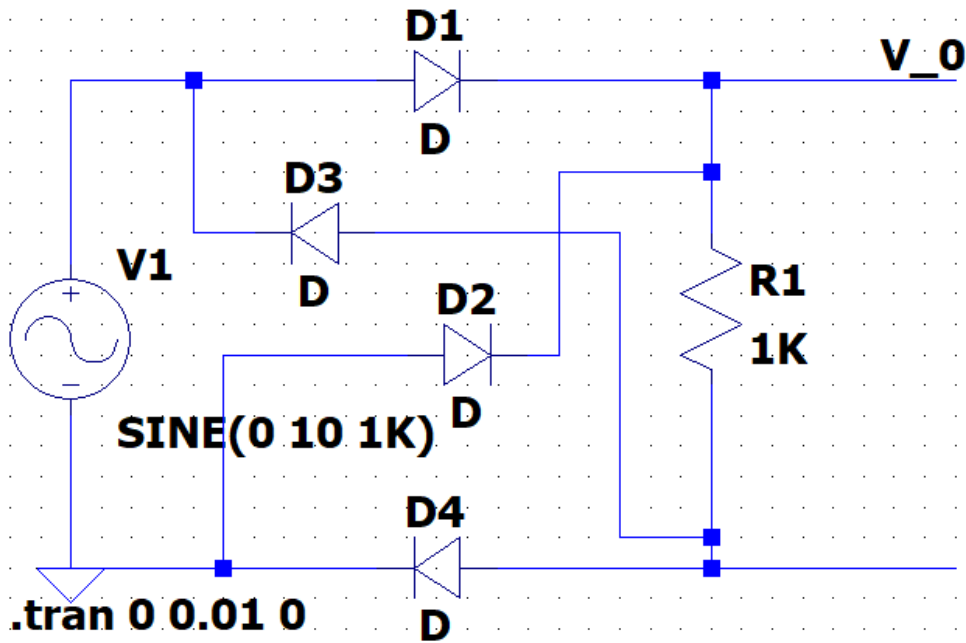 D1
V_0
D
D3
V1
D
D2
R1
1K
D
SINE(0 10 1K)
D4
.tran 0 0.01 0
D